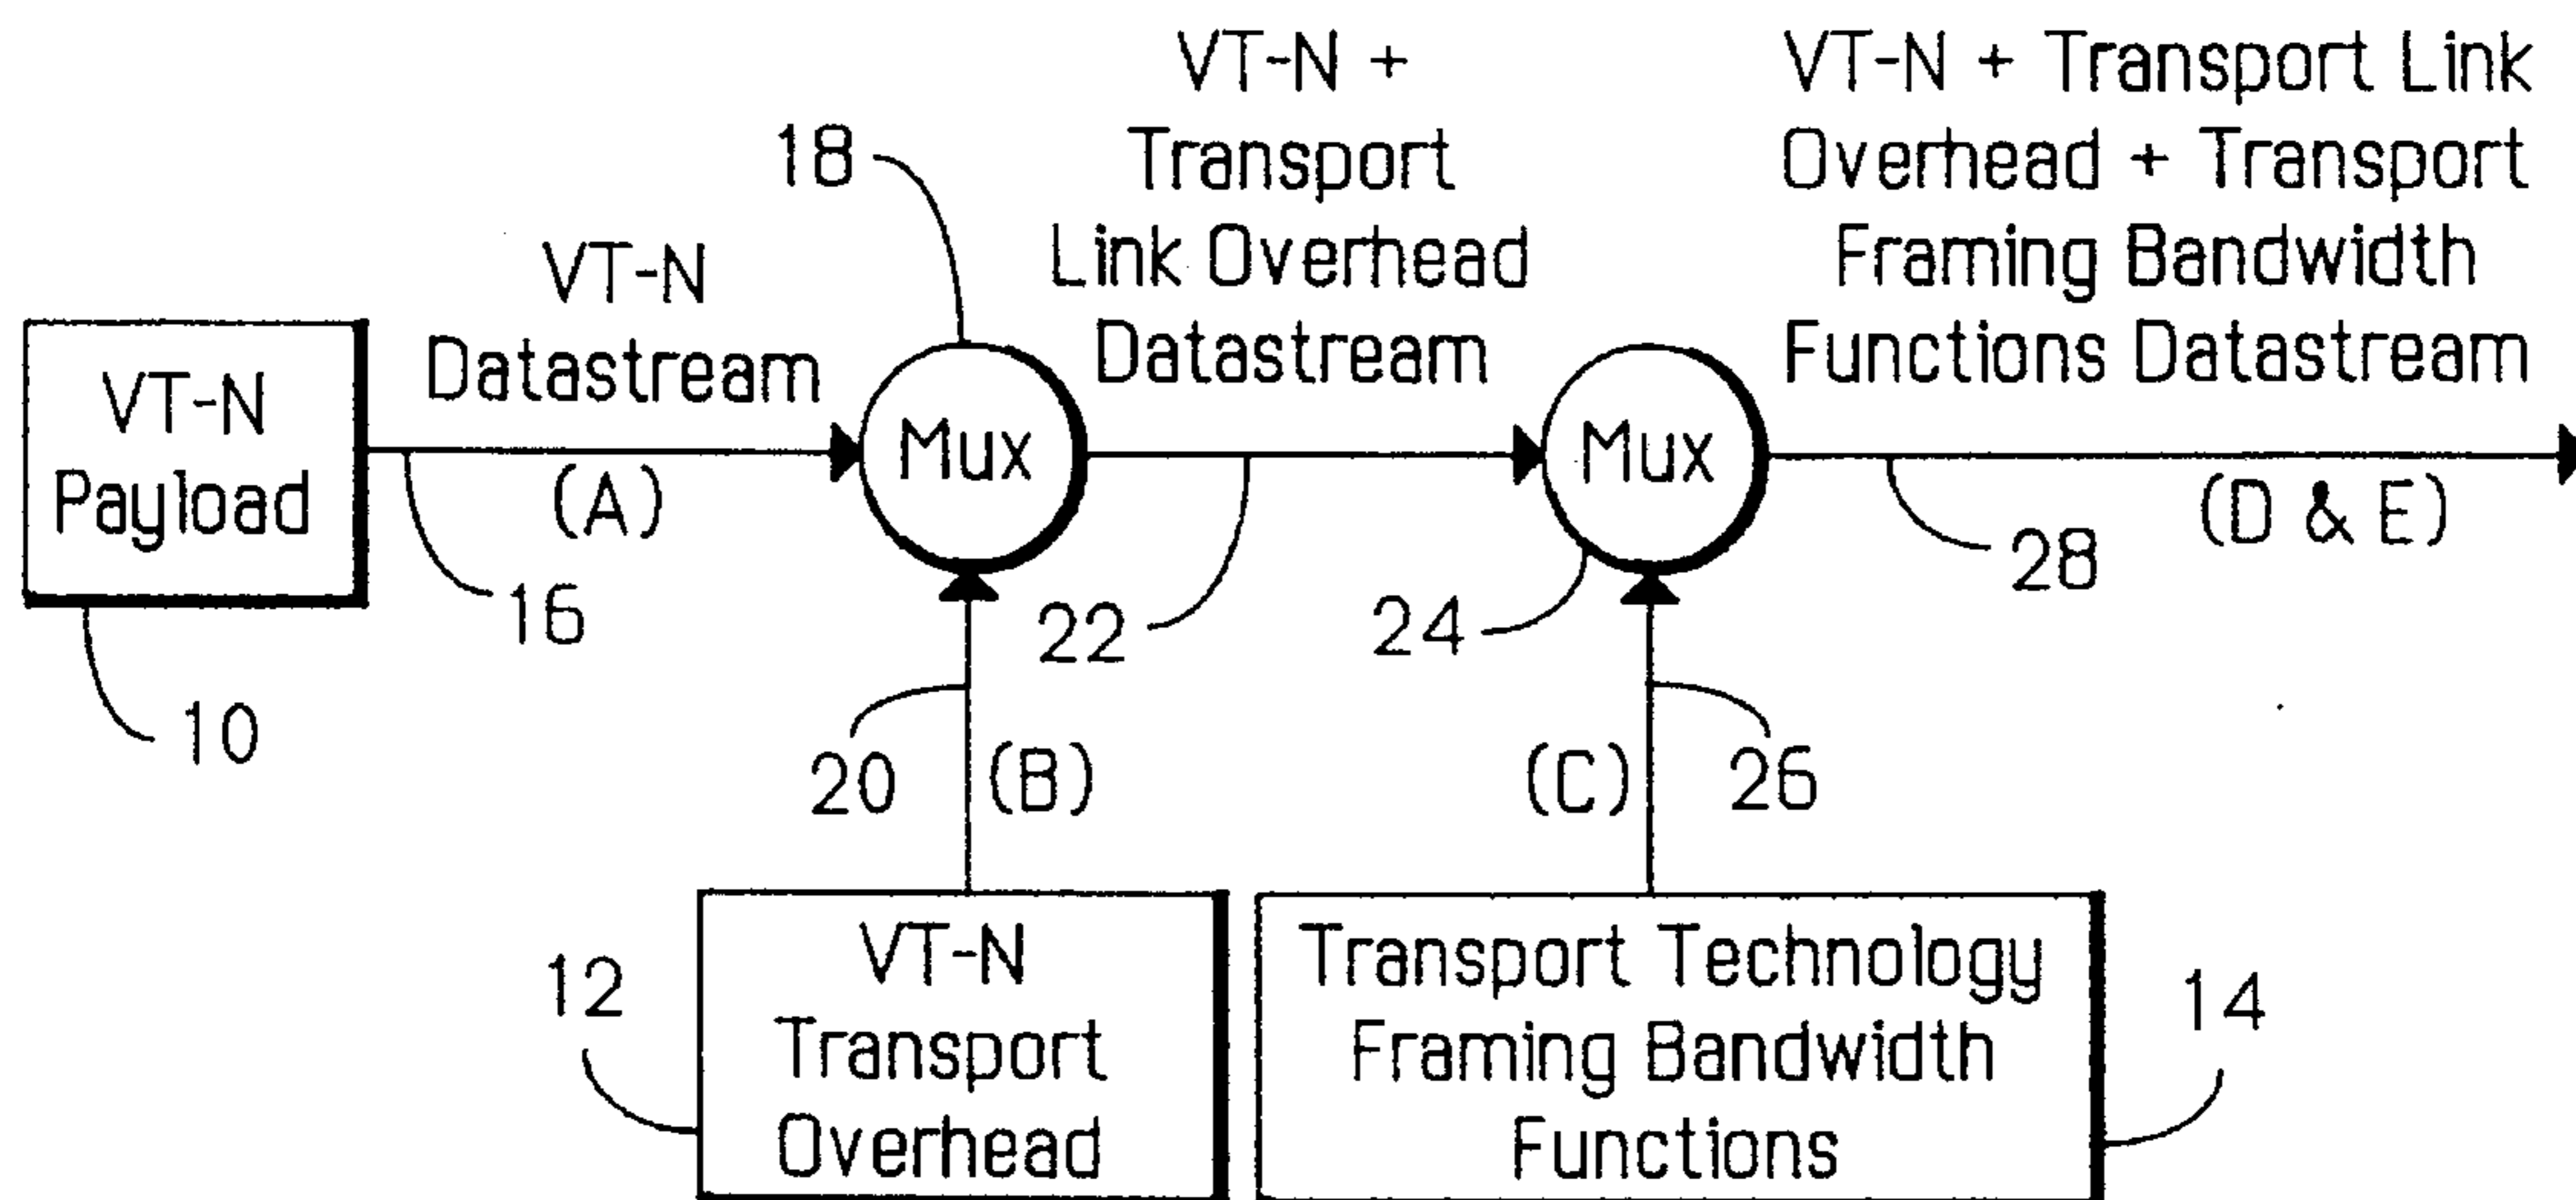 VT-N +
Transport
Link Overhead
Datastream
VT-N + Transport Link
Overhead + Transport
Framing Bandwidth
Functions Datastream
18
VT-N
Datastream
VT-N
Payload
Mux
Mux
(A)
(D & E)
16
22
24
28
10
20
(B)
(C)
26
12
VT-N
Transport
Overhead
Transport Technology
Framing Bandwidth
Functions
14